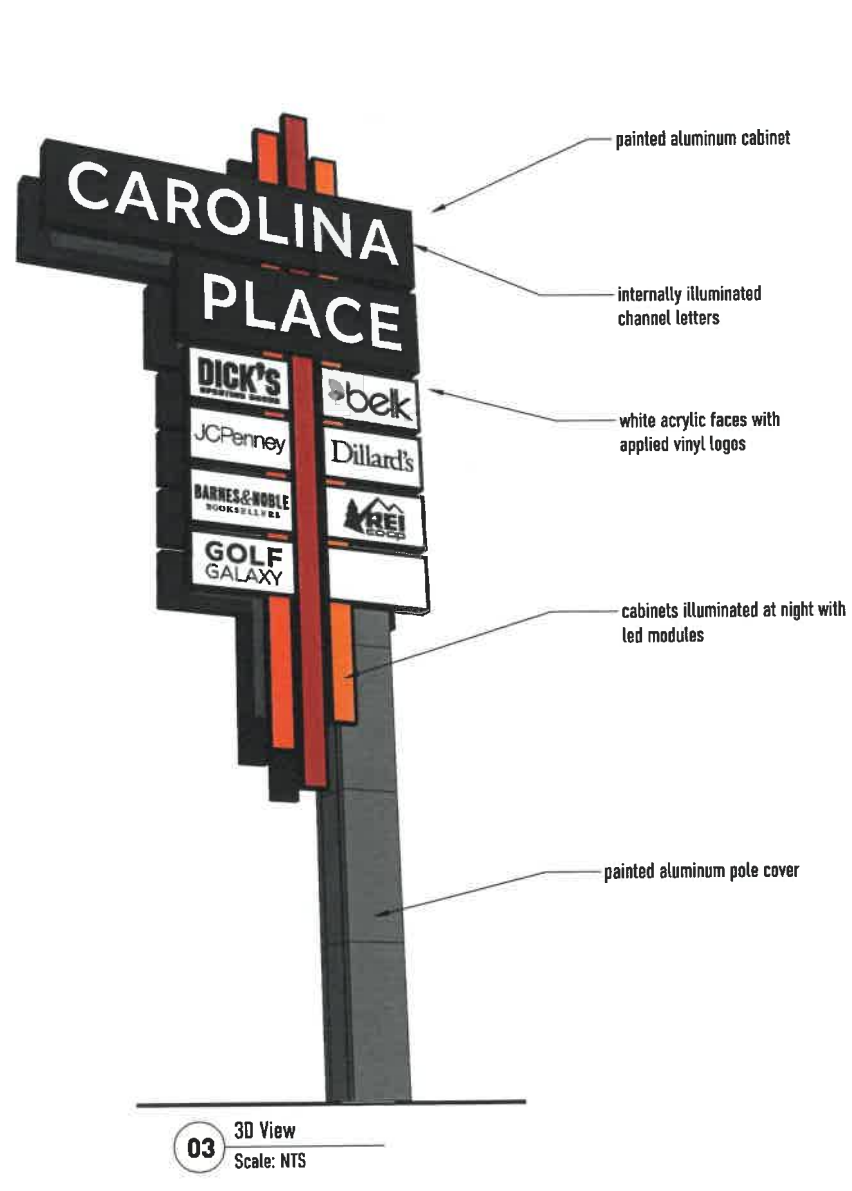 CAROLINA
PLACE
DICK'S
SPORTING GOODS
belk
JCPenney
Dillard's
BARNES&NOBLE
BOOKSELLERS
REI
co-op
GOLF
GALAXY
painted aluminum cabinet
internally illuminated
channel letters
white acrylic faces with
applied vinyl logos
cabinets illuminated at night with
led modules
painted aluminum pole cover
03
3D View
Scale: NTS